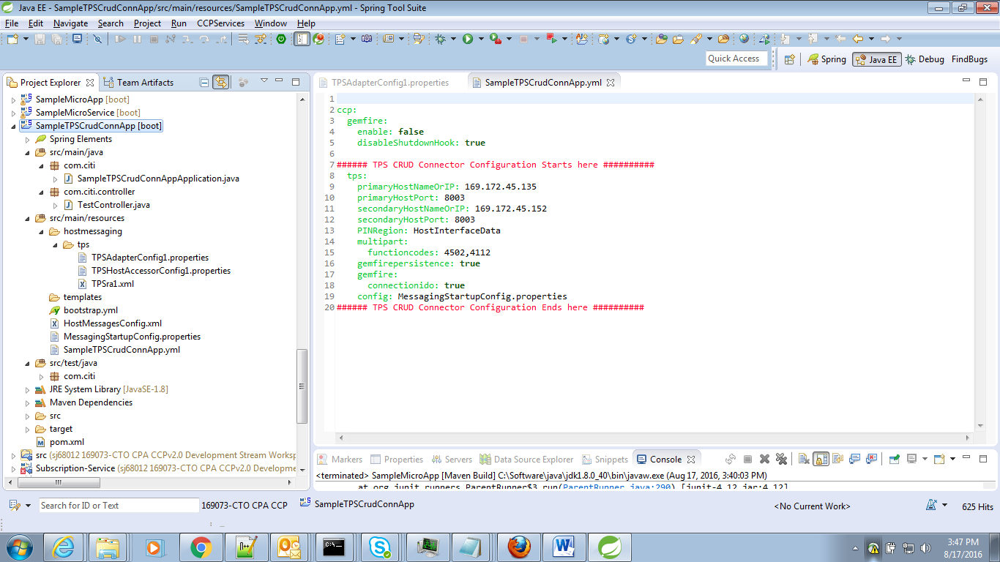 Java EE - SampleTPSCrudConnApp/src/main/resources/SampleTPSCrudConnApp.yml - Spring Tool Suite
File Edit Navigate Search Project Run CCPServices Window Help
Quick Access
Spring Java EE Debug FindBugs
Project Explorer Team Artifacts
SampleMicroApp [boot]
SampleMicroService [boot]
SampleTPSCrudConnApp [boot]
Spring Elements
src/main/java
com.citi
SampleTPSCrudConnAppApplication.java
com.citi.controller
TestController.java
src/main/resources
hostmessaging
tps
TPSAdapterConfig1.properties
TPSHostAccessorConfig1.properties
TPSra1.xml
templates
bootstrap.yml
HostMessagesConfig.xml
MessagingStartupConfig.properties
SampleTPSCrudConnApp.yml
src/test/java
com.citi
JRE System Library [JavaSE-1.8]
Maven Dependencies
src
target
pom.xml
src (sj68012 169073-CTO CPA CCPv2.0 Development Stream Worksp
Subscription-Service (sj68012 169073-CTO CPA CCPv2.0 Developme
TPSAdapterConfig1.properties SampleTPSCrudConnApp.yml
1
2 ccp:
3 gemfire:
4 enable: false
5 disableShutdownHook: true
6
7 ###### TPS CRUD Connector Configuration Starts here ##########
8 tps:
9 primaryHostNameOrIP: 169.172.45.135
10 primaryHostPort: 8003
11 secondaryHostNameOrIP: 169.172.45.152
12 secondaryHostPort: 8003
13 PINRegion: HostInterfaceData
14 multipart:
15 functioncodes: 4502,4112
16 gemfirepersistence: true
17 gemfire:
18 connectionido: true
19 config: MessagingStartupConfig.properties
20 ###### TPS CRUD Connector Configuration Ends here ##########
Markers Properties Servers Data Source Explorer Snippets Console
<terminated> SampleMicroApp [Maven Build] C:\Software\java\jdk1.8.0_40\bin\javaw.exe (Aug 17, 2016, 3:40:03 PM)
at org.junit.runners.ParentRunner$3.run(ParentRunner.java:290) [junit-4.12.jar:4.12]
Search for ID or Text 169073-CTO CPA CCP SampleTPSCrudConnApp <No Current Work> 625 Hits
3:47 PM
8/17/2016